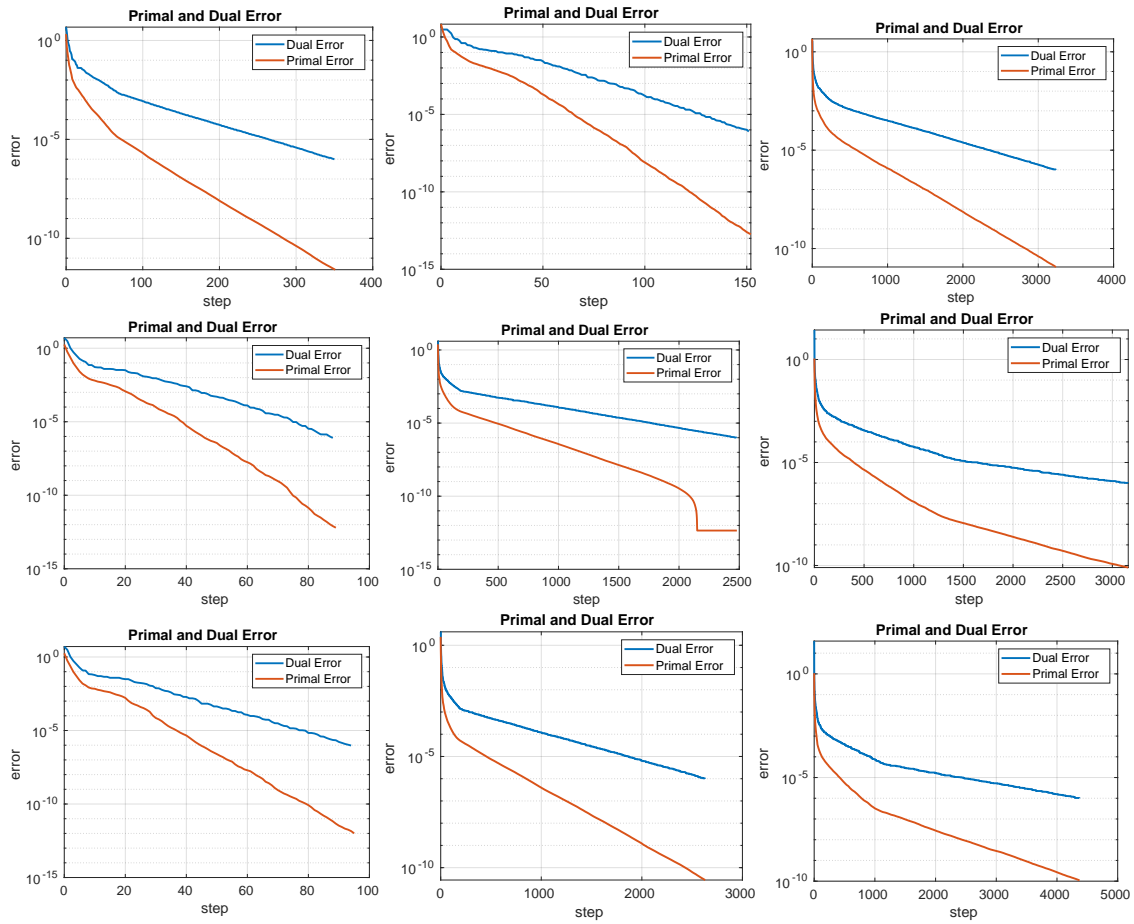 Primal and Dual Error
10^0
10^-5
10^-10
error
0 100 200 300 400
step
Dual Error
Primal Error
Primal and Dual Error
10^0
10^-5
10^-10
10^-15
error
0 50 100 150
step
Dual Error
Primal Error
Primal and Dual Error
10^0
10^-5
10^-10
error
0 1000 2000 3000 4000
step
Dual Error
Primal Error
Primal and Dual Error
10^0
10^-5
10^-10
10^-15
error
0 20 40 60 80 100
step
Dual Error
Primal Error
Primal and Dual Error
10^0
10^-5
10^-10
10^-15
error
0 500 1000 1500 2000 2500
step
Dual Error
Primal Error
Primal and Dual Error
10^0
10^-5
10^-10
error
0 500 1000 1500 2000 2500 3000
step
Dual Error
Primal Error
Primal and Dual Error
10^0
10^-5
10^-10
10^-15
error
0 20 40 60 80 100
step
Dual Error
Primal Error
Primal and Dual Error
10^0
10^-5
10^-10
error
0 1000 2000 3000
step
Dual Error
Primal Error
Primal and Dual Error
10^0
10^-5
10^-10
error
0 1000 2000 3000 4000 5000
step
Dual Error
Primal Error